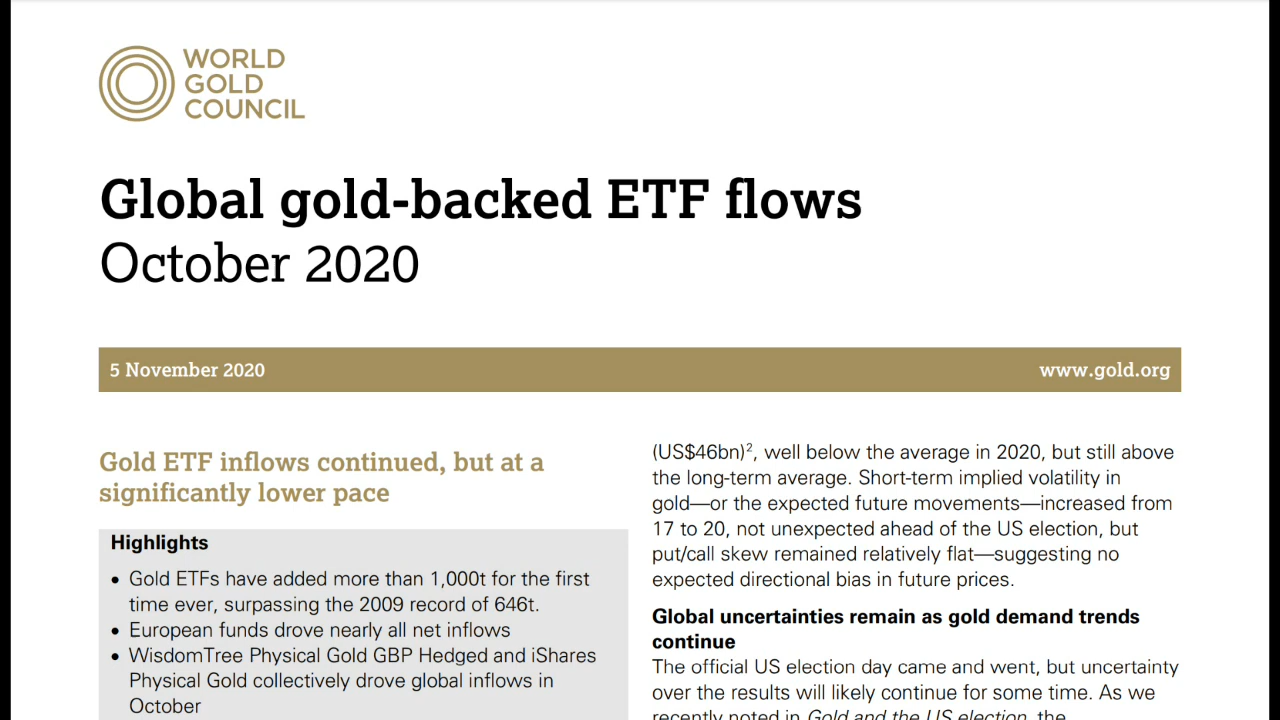 WORLD
GOLD
COUNCIL
Global gold-backed ETF flows
October 2020
5 November 2020
www.gold.org
Gold ETF inflows continued, but at a
significantly lower pace
Highlights
• Gold ETFs have added more than 1,000t for the first
time ever, surpassing the 2009 record of 646t.
• European funds drove nearly all net inflows
• WisdomTree Physical Gold GBP Hedged and iShares
Physical Gold collectively drove global inflows in
October
(US$46bn)², well below the average in 2020, but still above
the long-term average. Short-term implied volatility in
gold—or the expected future movements—increased from
17 to 20, not unexpected ahead of the US election, but
put/call skew remained relatively flat—suggesting no
expected directional bias in future prices.
Global uncertainties remain as gold demand trends
continue
The official US election day came and went, but uncertainty
over the results will likely continue for some time. As we
recently noted in Gold and the US election, the